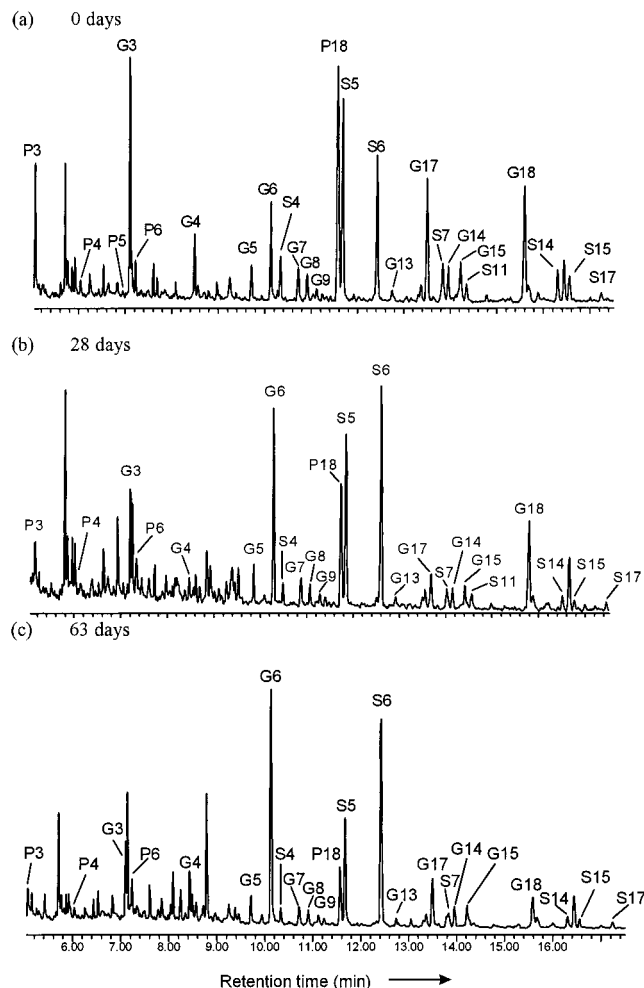 (a) 0 days
G3
P18
S5
P3
S6
G17
G18
G6
S4
P4
P5
P6
G4
G5
G7
G8
G9
G13
S7
G14
G15
S11
S14
S15
S17
(b) 28 days
S6
G6
S5
P18
G3
P3
P4
P6
G4
G5
S4
G7
G8
G9
G13
G17
S7
G14
G15
S11
G18
S14
S15
S17
(c) 63 days
G6
S6
S5
G3
P3
P4
P6
G4
G5
S4
G7
G8
G9
P18
G13
G17
S7
G14
G15
G18
S14
S15
S17
6.00 7.00 8.00 9.00 10.00 11.00 12.00 13.00 14.00 15.00 16.00
Retention time (min)